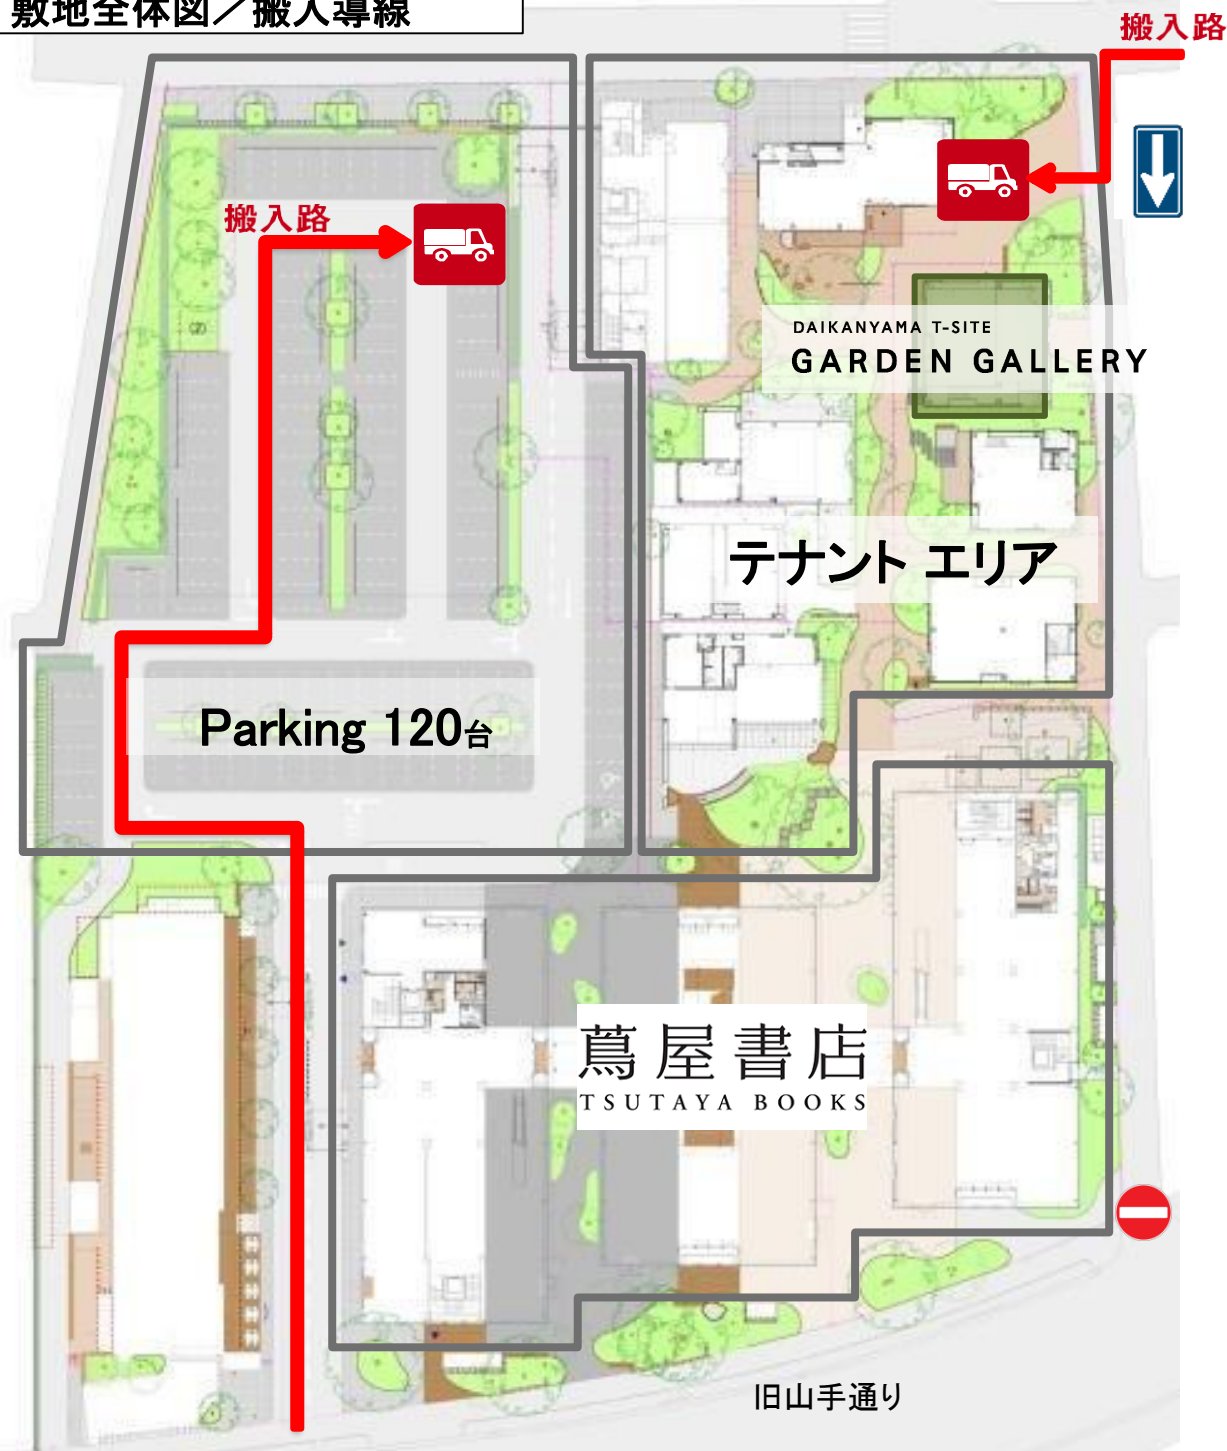 敷地全体図／搬入導線
搬入路
搬入路
DAIKANYAMA T-SITE
GARDEN GALLERY
テナント エリア
Parking 120台
蔦屋書店
TSUTAYA BOOKS
旧山手通り